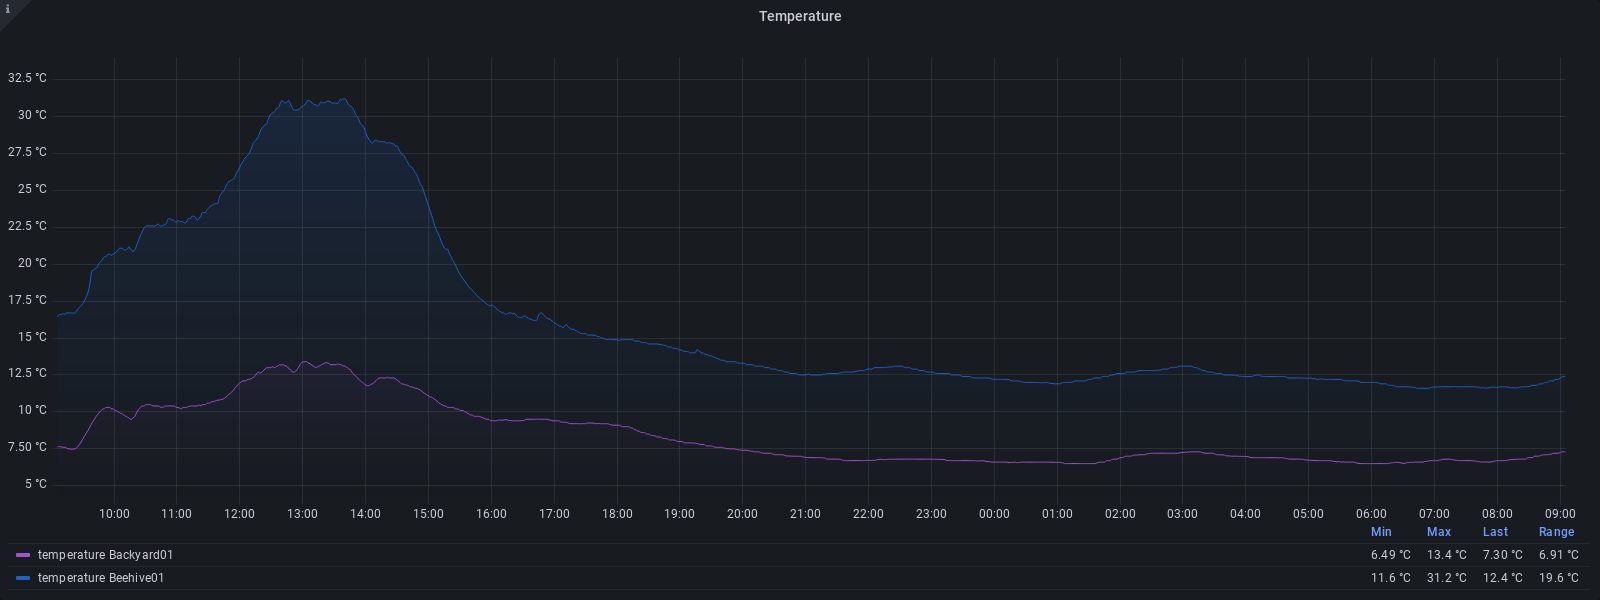 i
Temperature
32.5 °C
30 °C
27.5 °C
25 °C
22.5 °C
20 °C
17.5 °C
15 °C
12.5 °C
10 °C
7.50 °C
5 °C
10:00 11:00 12:00 13:00 14:00 15:00 16:00 17:00 18:00 19:00 20:00 21:00 22:00 23:00 00:00 01:00 02:00 03:00 04:00 05:00 06:00 07:00 08:00 09:00
Min Max Last Range
temperature Backyard01 6.49 °C 13.4 °C 7.30 °C 6.91 °C
temperature Beehive01 11.6 °C 31.2 °C 12.4 °C 19.6 °C